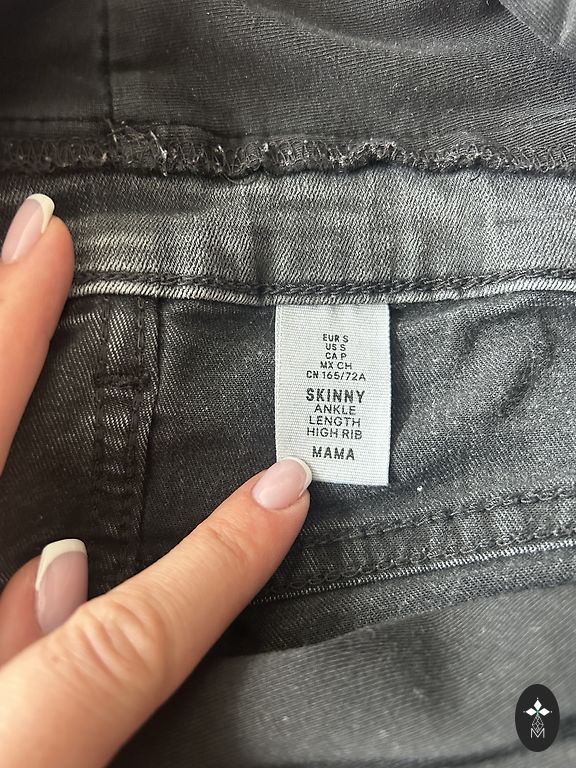 EUR S
US S
CA P
MX CH
CN 165/72A
SKINNY
ANKLE
LENGTH
HIGH RIB
MAMA
M